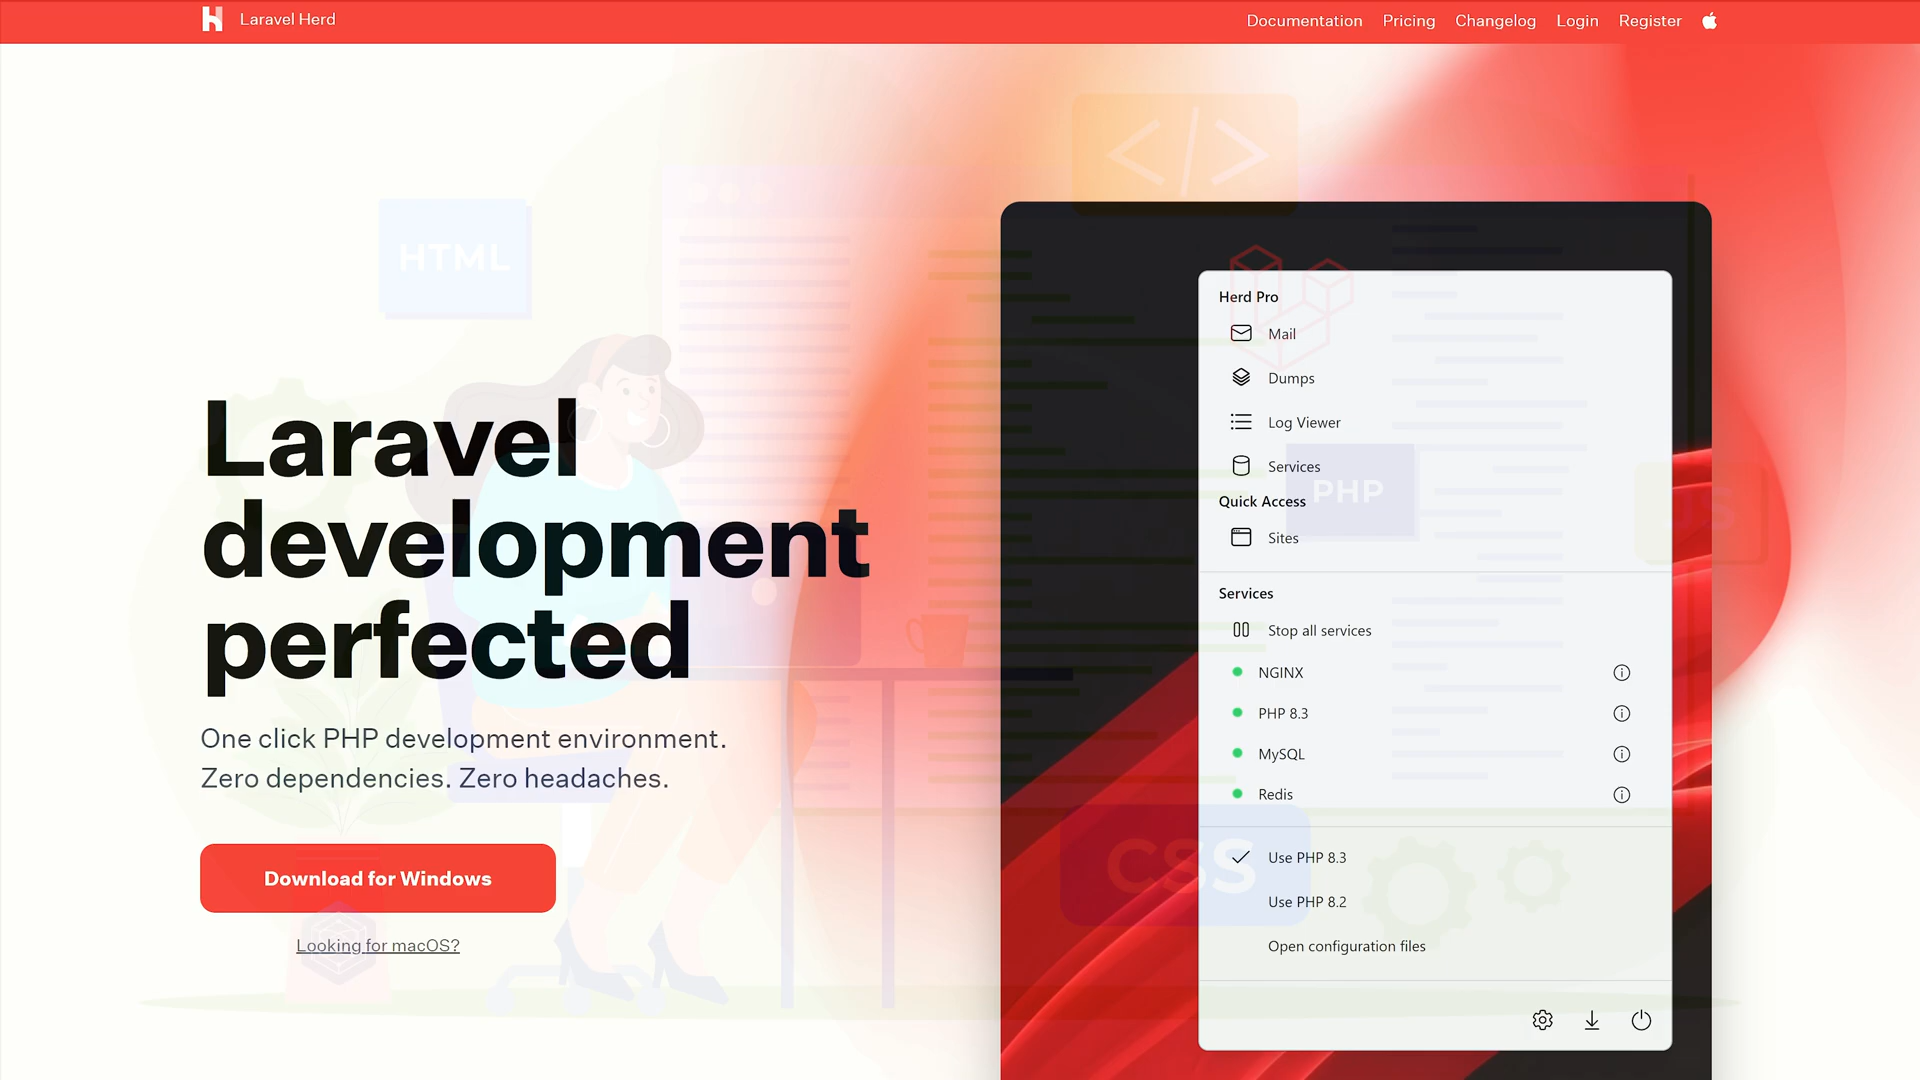 Laravel Herd
Documentation Pricing Changelog Login Register
</>
HTML
Herd Pro
Mail
Dumps
Log Viewer
Services
PHP
Quick Access
Sites
JS
Services
Stop all services
NGINX
PHP 8.3
MySQL
Redis
CSS
Use PHP 8.3
Use PHP 8.2
Open configuration files
Laravel
development
perfected
One click PHP development environment.
Zero dependencies. Zero headaches.
Download for Windows
Looking for macOS?